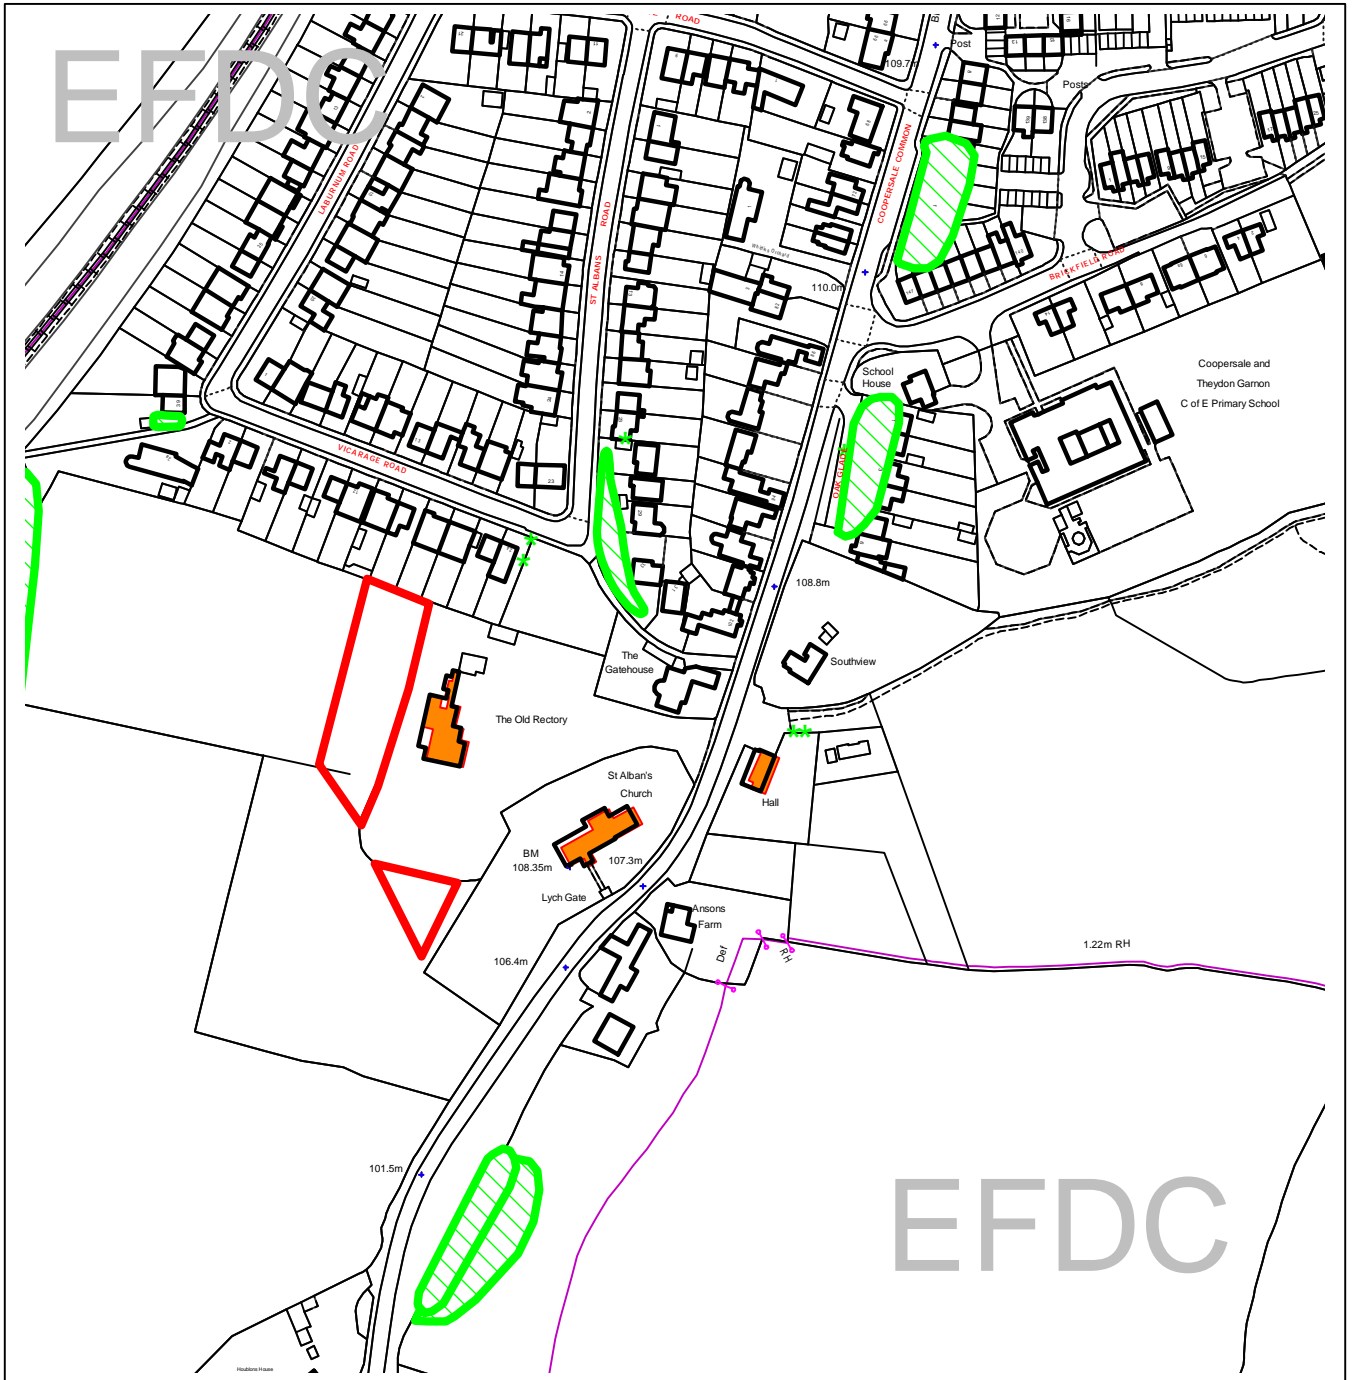 EFDC
ROAD
Post
109.7m
Posts
LABURNUM ROAD
COOPERSALE COMMON
ST ALBANS ROAD
110.0m
BRICKFIELD ROAD
School
House
Coopersale and
Theydon Garnon
C of E Primary School
VICARAGE ROAD
OAK GLADE
23
108.8m
The
Gatehouse
Southview
The Old Rectory
St Alban's
Church
Hall
BM
108.35m
107.3m
Lych Gate
Ansons
Farm
Def
RH
1.22m RH
106.4m
101.5m
EFDC
Houblons House